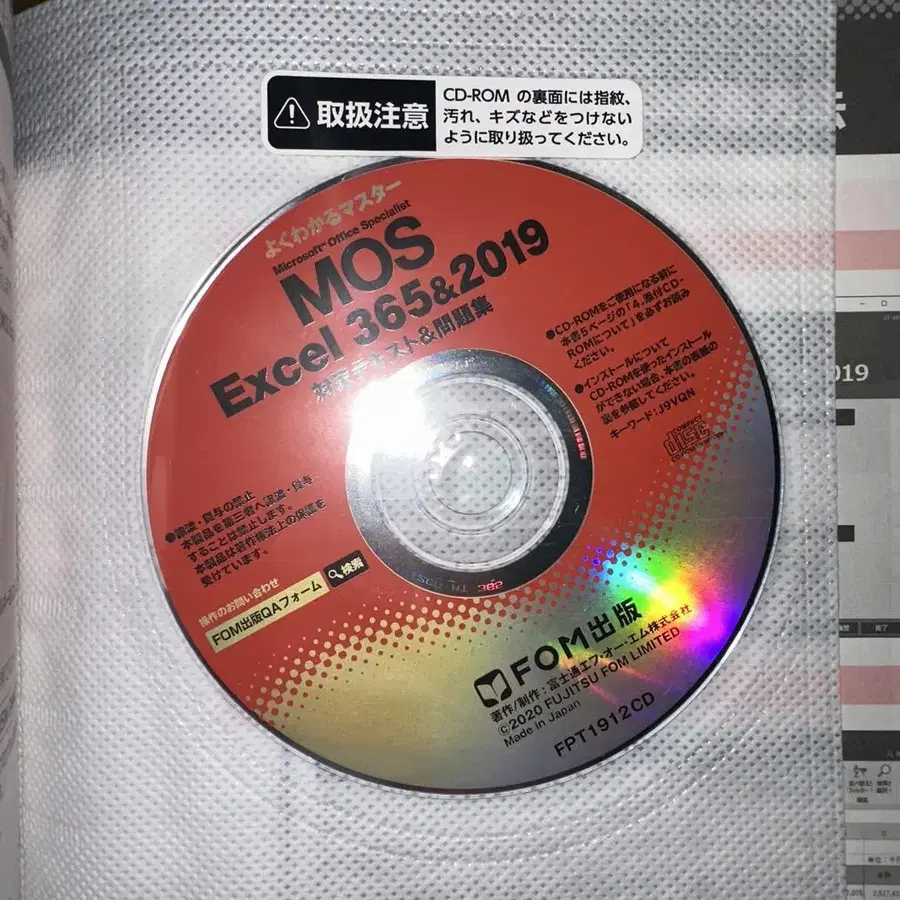 取扱注意
CD-ROM の裏面には指紋、
汚れ、キズなどをつけない
ように取り扱ってください。
よくわかるマスター
Microsoft® Office Specialist
MOS
Excel 365&2019
対策テキスト&問題集
●CD-ROMをご使用になる前に
本書5ページの「4.添付CD-
ROMについて」を必ずお読み
ください。
●インストールについて
CD-ROMを使ったインストール
ができない場合、本書の表紙の
裏を参照してください。
キーワード:J9VQN
COMPACT
disc
●譲渡・貸与の禁止
本製品を第三者へ譲渡・貸与
することは禁止します。
本製品は著作権法上の保護を
受けています。
操作のお問い合わせ
FOM出版QAフォーム 検索
FOM出版
著作/制作:富士通エフ・オー・エム株式会社
©2020 FUJITSU FOM LIMITED
Made in Japan
FPT1912CD
019
終了
編集